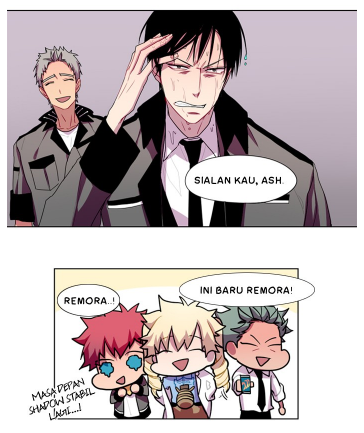 SIALAN KAU, ASH.
REMORA..!
INI BARU REMORA!
MASA DEPAN
SHADOW STABIL
LAGI...!